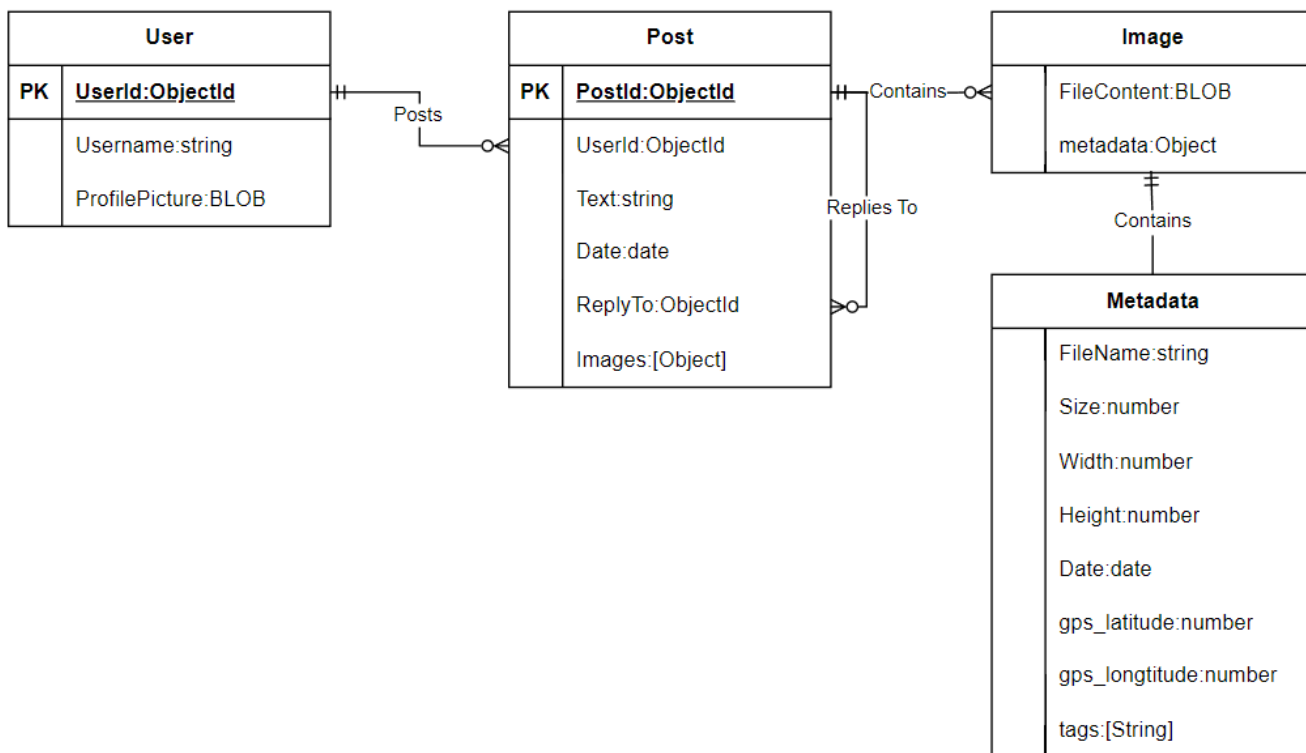 User
PK UserId:ObjectId
Username:string
ProfilePicture:BLOB
Posts
Post
PK PostId:ObjectId
UserId:ObjectId
Text:string
Date:date
ReplyTo:ObjectId
Images:[Object]
Replies To
Contains
Image
FileContent:BLOB
metadata:Object
Contains
Metadata
FileName:string
Size:number
Width:number
Height:number
Date:date
gps_latitude:number
gps_longtitude:number
tags:[String]